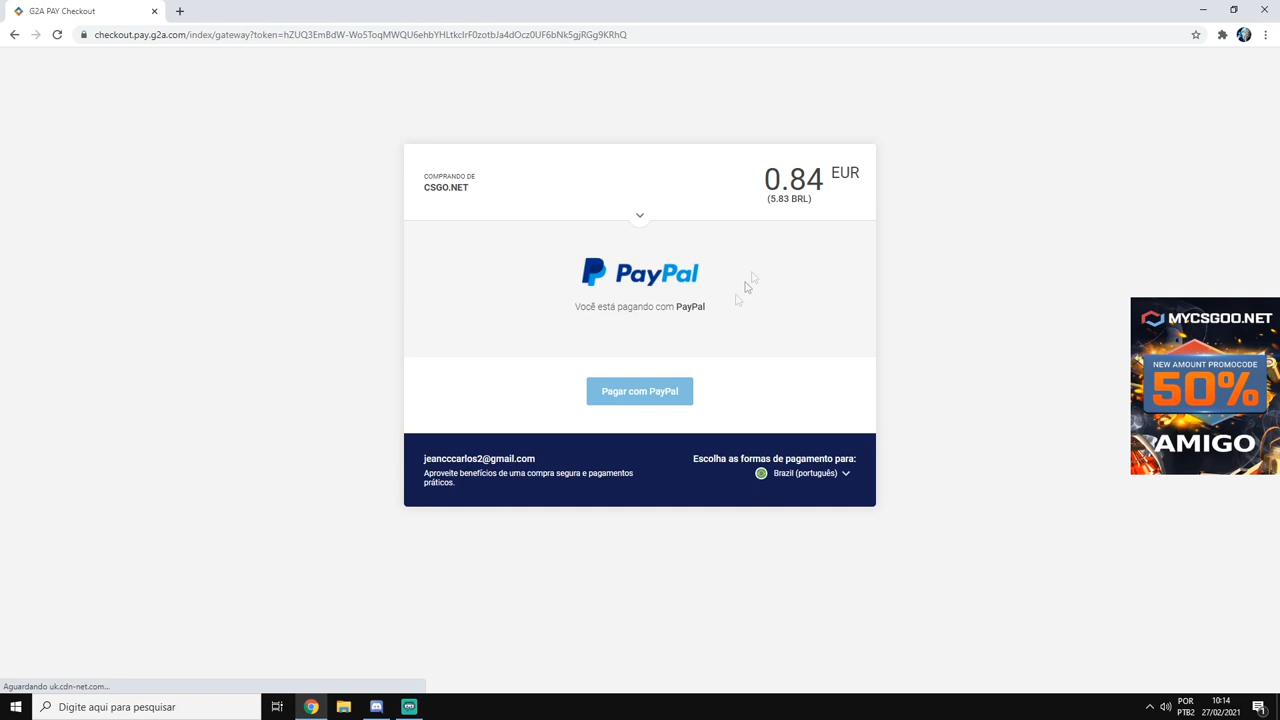 G2A PAY Checkout
checkout.pay.g2a.com/index/gateway?token=hZUQ3EmBdW-Wo5ToqMWQU6ehbYHLtkcIrF0zotbJa4dOcz0UF6bNk5gjRGg9KRhQ
COMPRANDO DE
CSGO.NET
0.84 EUR
(5.83 BRL)
PayPal
Você está pagando com PayPal
Pagar com PayPal
jeancccarlos2@gmail.com
Aproveite benefícios de uma compra segura e pagamentos
práticos.
Escolha as formas de pagamento para:
Brazil (português)
MYCSGOO.NET
NEW AMOUNT PROMOCODE
50%
AMIGO
Aguardando uk.cdn-net.com...
Digite aqui para pesquisar
POR
PTB2
10:14
27/02/2021
1